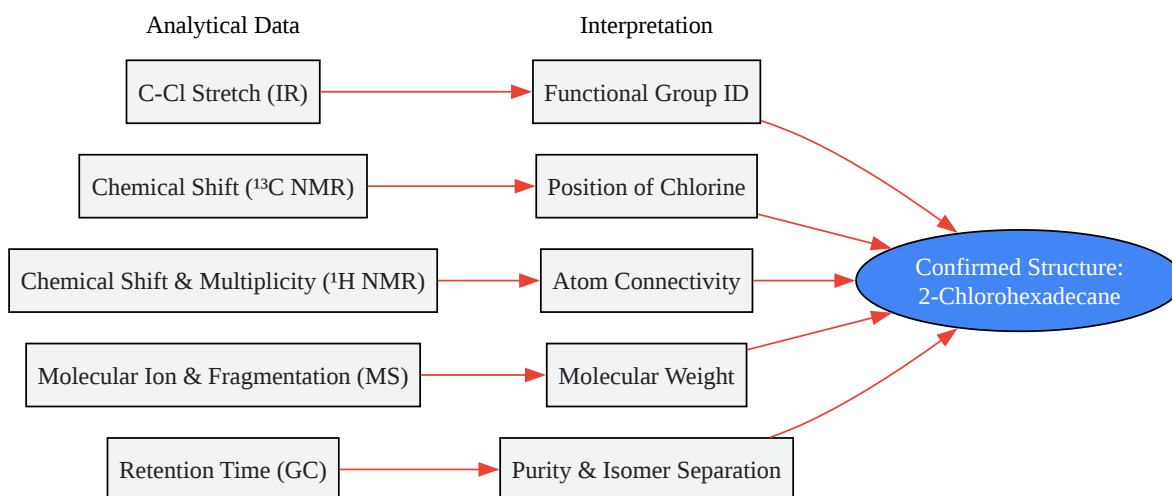 Analytical Data
Interpretation
C-Cl Stretch (IR)
Functional Group ID
Chemical Shift (¹³C NMR)
Position of Chlorine
Chemical Shift & Multiplicity (¹H NMR)
Atom Connectivity
Confirmed Structure:
2-Chlorohexadecane
Molecular Ion & Fragmentation (MS)
Molecular Weight
Retention Time (GC)
Purity & Isomer Separation